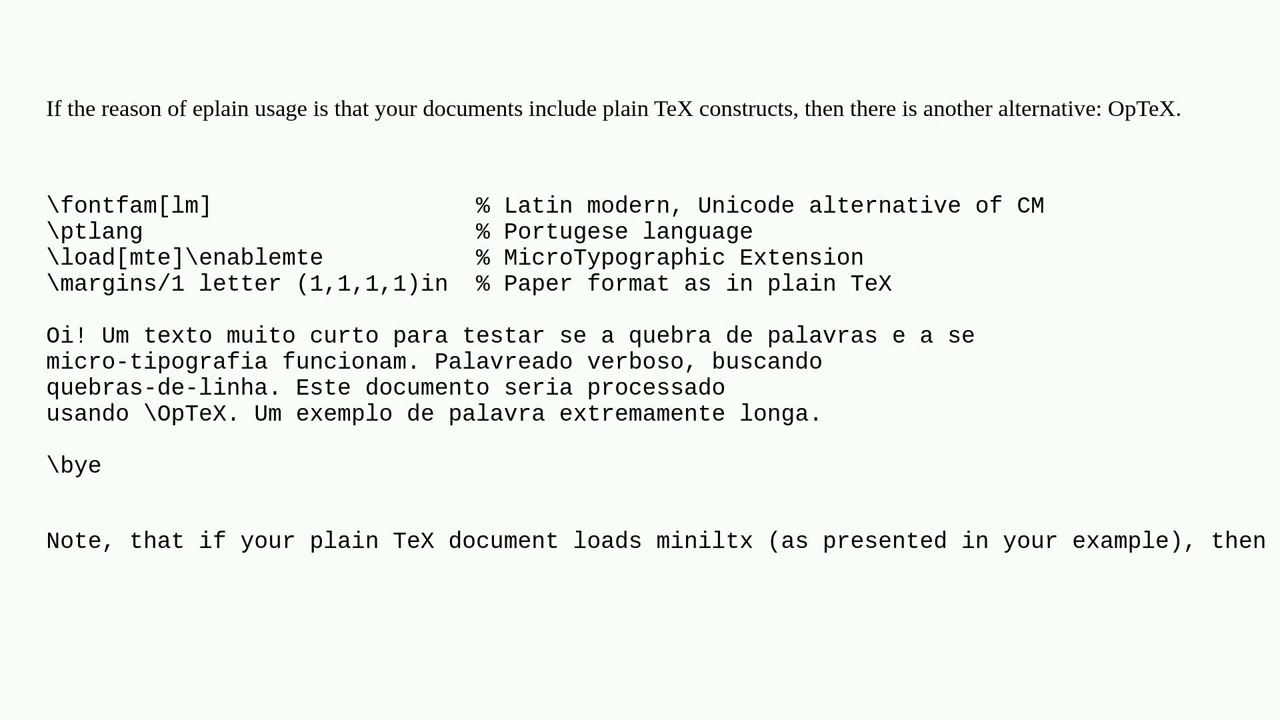 If the reason of eplain usage is that your documents include plain TeX constructs, then there is another alternative: OpTeX.
\fontfam[lm]                   % Latin modern, Unicode alternative of CM
\ptlang                        % Portugese language
\load[mte]\enablemte           % MicroTypographic Extension
\margins/1 letter (1,1,1,1)in  % Paper format as in plain TeX
Oi! Um texto muito curto para testar se a quebra de palavras e a se
micro-tipografia funcionam. Palavreado verboso, buscando
quebras-de-linha. Este documento seria processado
usando \OpTeX. Um exemplo de palavra extremamente longa.
\bye
Note, that if your plain TeX document loads miniltx (as presented in your example), then